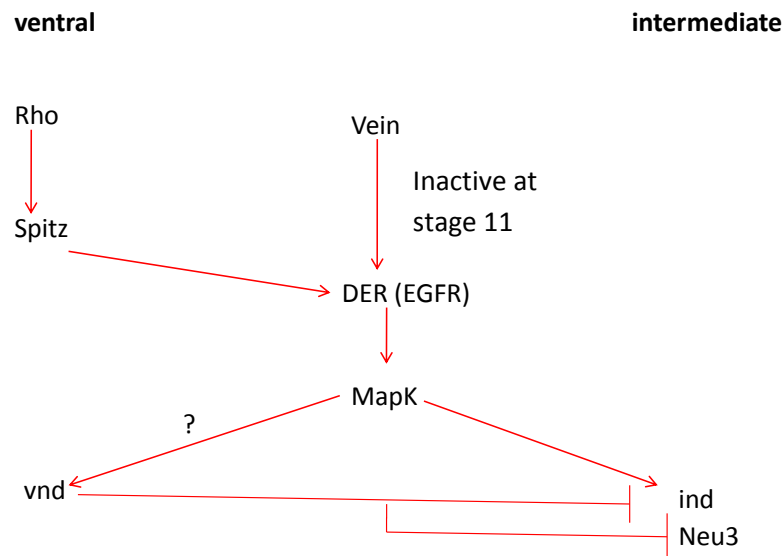 ventral
intermediate
Rho
Vein
Inactive at
stage 11
Spitz
DER (EGFR)
MapK
?
vnd
ind
Neu3